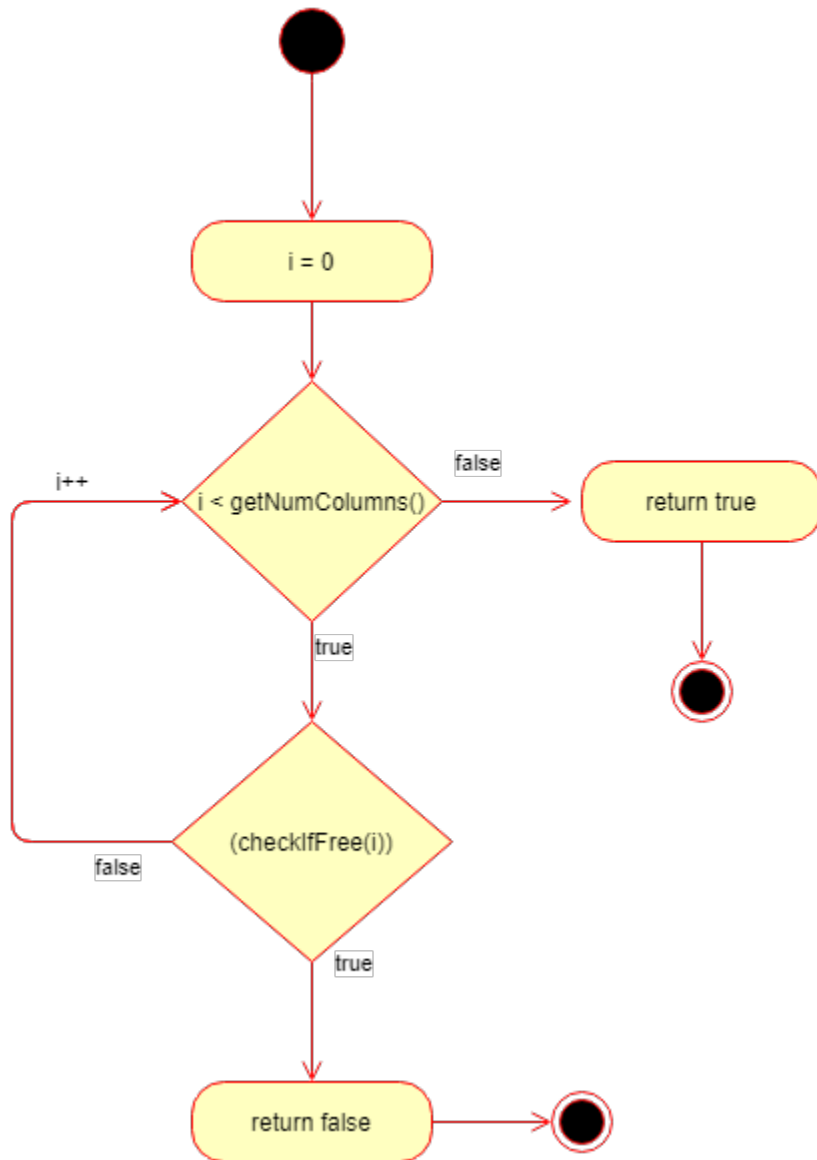 i = 0
i++
i < getNumColumns()
false
return true
true
(checkIfFree(i))
false
true
return false